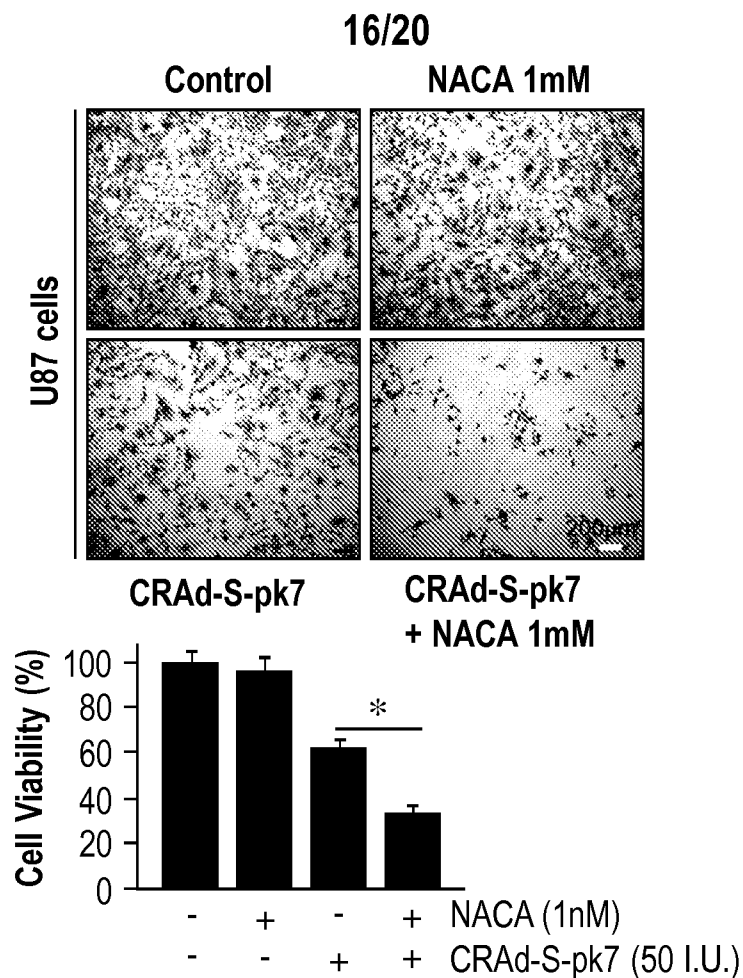 16/20
Control NACA 1mM
U87 cells
200µm
CRAd-S-pk7 CRAd-S-pk7
+ NACA 1mM
Cell Viability (%)
100
80
60
40
20
0
*
- + - + NACA (1nM)
- - + + CRAd-S-pk7 (50 I.U.)